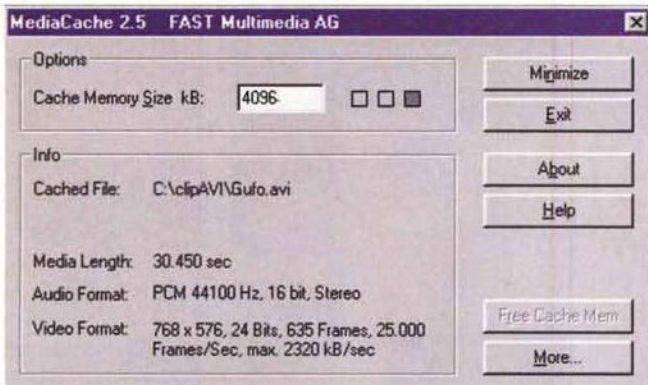 MediaCache 2.5 FAST Multimedia AG
Options
Cache Memory Size kB: 4096
Minimize
Exit
Info
Cached File: C:\clipAVI\Gufo.avi
About
Help
Media Length: 30.450 sec
Audio Format: PCM 44100 Hz, 16 bit, Stereo
Video Format: 768 x 576, 24 Bits, 635 Frames, 25.000
Frames/Sec, max. 2320 kB/sec
Free Cache Mem
More...